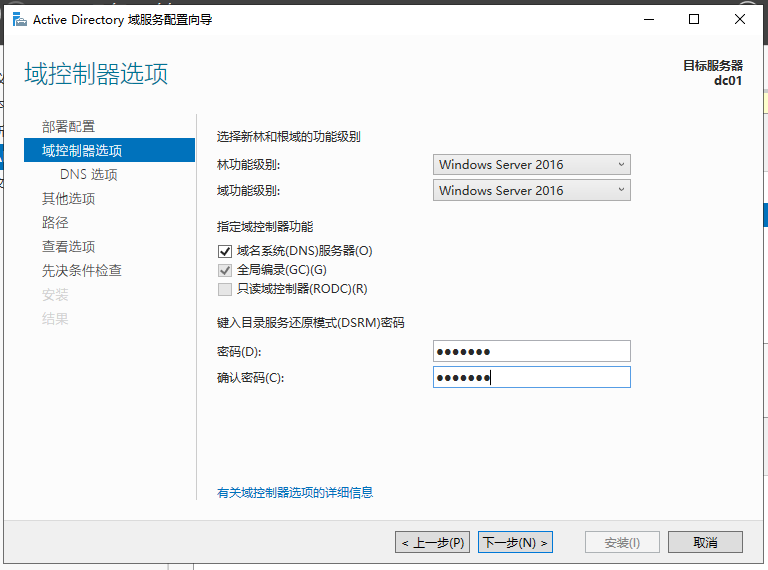 Active Directory 域服务配置向导
域控制器选项
目标服务器
dc01
部署配置
域控制器选项
DNS 选项
其他选项
路径
查看选项
先决条件检查
安装
结果
选择新林和根域的功能级别
林功能级别: Windows Server 2016
域功能级别: Windows Server 2016
指定域控制器功能
域名系统(DNS)服务器(O)
全局编录(GC)(G)
只读域控制器(RODC)(R)
键入目录服务还原模式(DSRM)密码
密码(D): ●●●●●●●
确认密码(C): ●●●●●●●
有关域控制器选项的详细信息
< 上一步(P) 下一步(N) > 安装(I) 取消